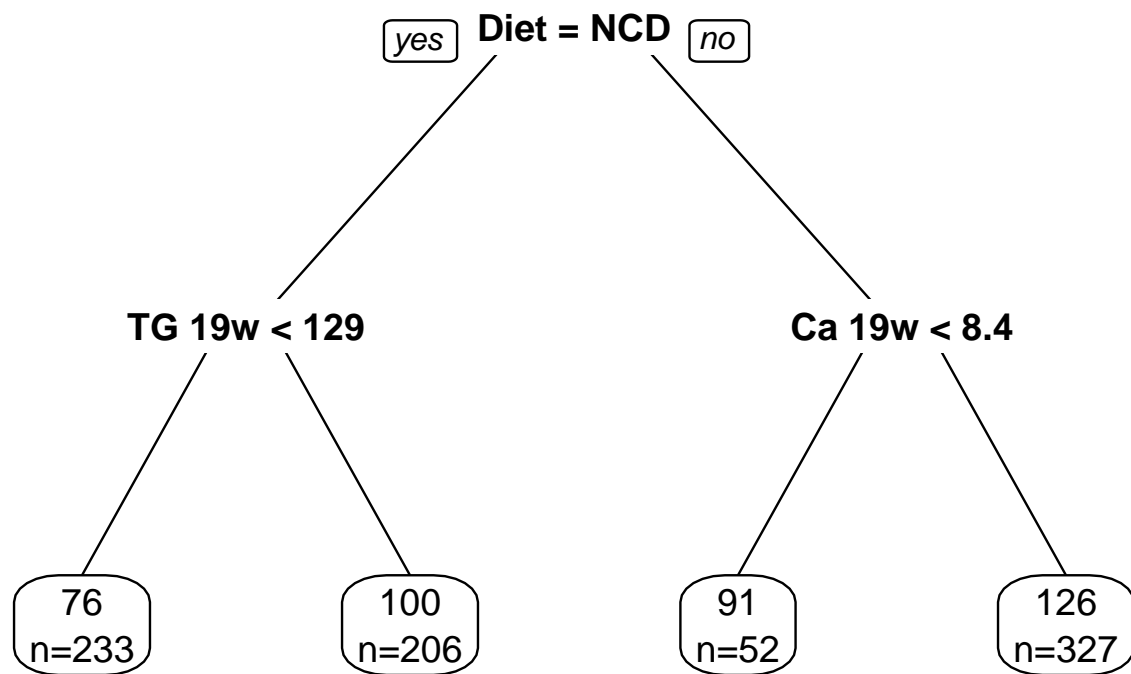 yes Diet = NCD no
TG 19w < 129
Ca 19w < 8.4
76
n=233
100
n=206
91
n=52
126
n=327